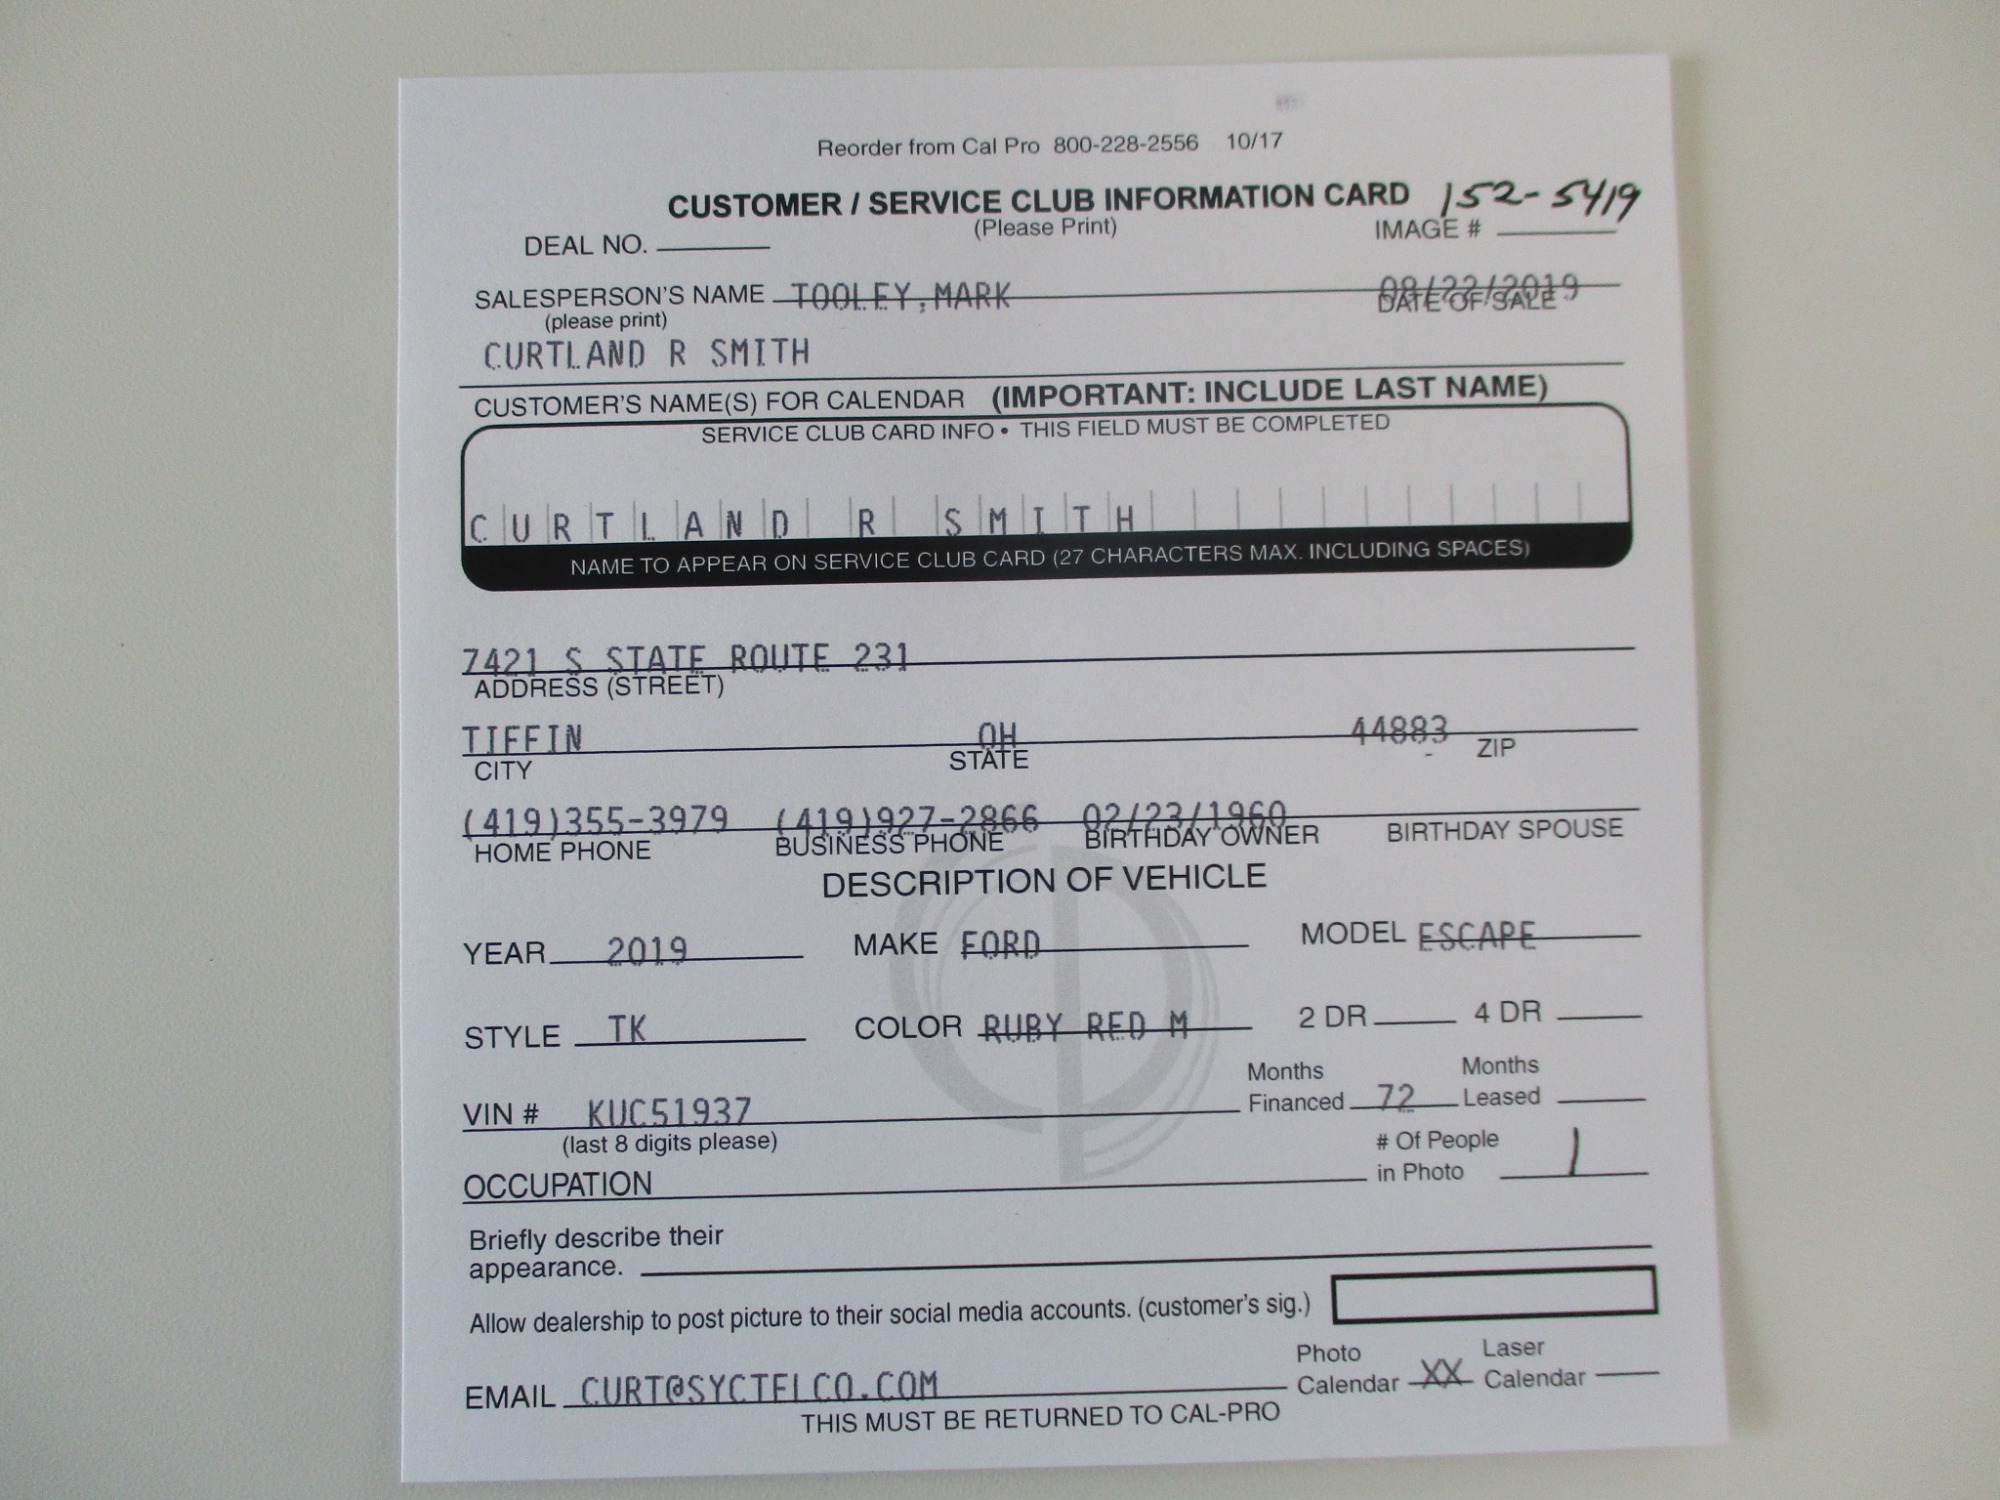 Reorder from Cal Pro 800-228-2556 10/17
CUSTOMER / SERVICE CLUB INFORMATION CARD 152-5419
(Please Print)
DEAL NO. IMAGE #
SALESPERSON'S NAME TOOLEY,MARK 08/22/2019
(please print) DATE OF SALE
CURTLAND R SMITH
CUSTOMER'S NAME(S) FOR CALENDAR (IMPORTANT: INCLUDE LAST NAME)
SERVICE CLUB CARD INFO • THIS FIELD MUST BE COMPLETED
CURTLAND R SMITH
NAME TO APPEAR ON SERVICE CLUB CARD (27 CHARACTERS MAX. INCLUDING SPACES)
7421 S STATE ROUTE 231
ADDRESS (STREET)
TIFFIN OH 44883
CITY STATE - ZIP
(419)355-3979 (419)927-2866 02/23/1960
HOME PHONE BUSINESS PHONE BIRTHDAY OWNER BIRTHDAY SPOUSE
DESCRIPTION OF VEHICLE
YEAR 2019 MAKE FORD MODEL ESCAPE
STYLE TK COLOR RUBY RED M 2 DR 4 DR
Months Months
VIN # KUC51937 Financed 72 Leased
(last 8 digits please) # Of People
OCCUPATION in Photo 1
Briefly describe their
appearance.
Allow dealership to post picture to their social media accounts. (customer's sig.)
Photo Laser
EMAIL CURT@SYCTELCO.COM Calendar XX Calendar
THIS MUST BE RETURNED TO CAL-PRO